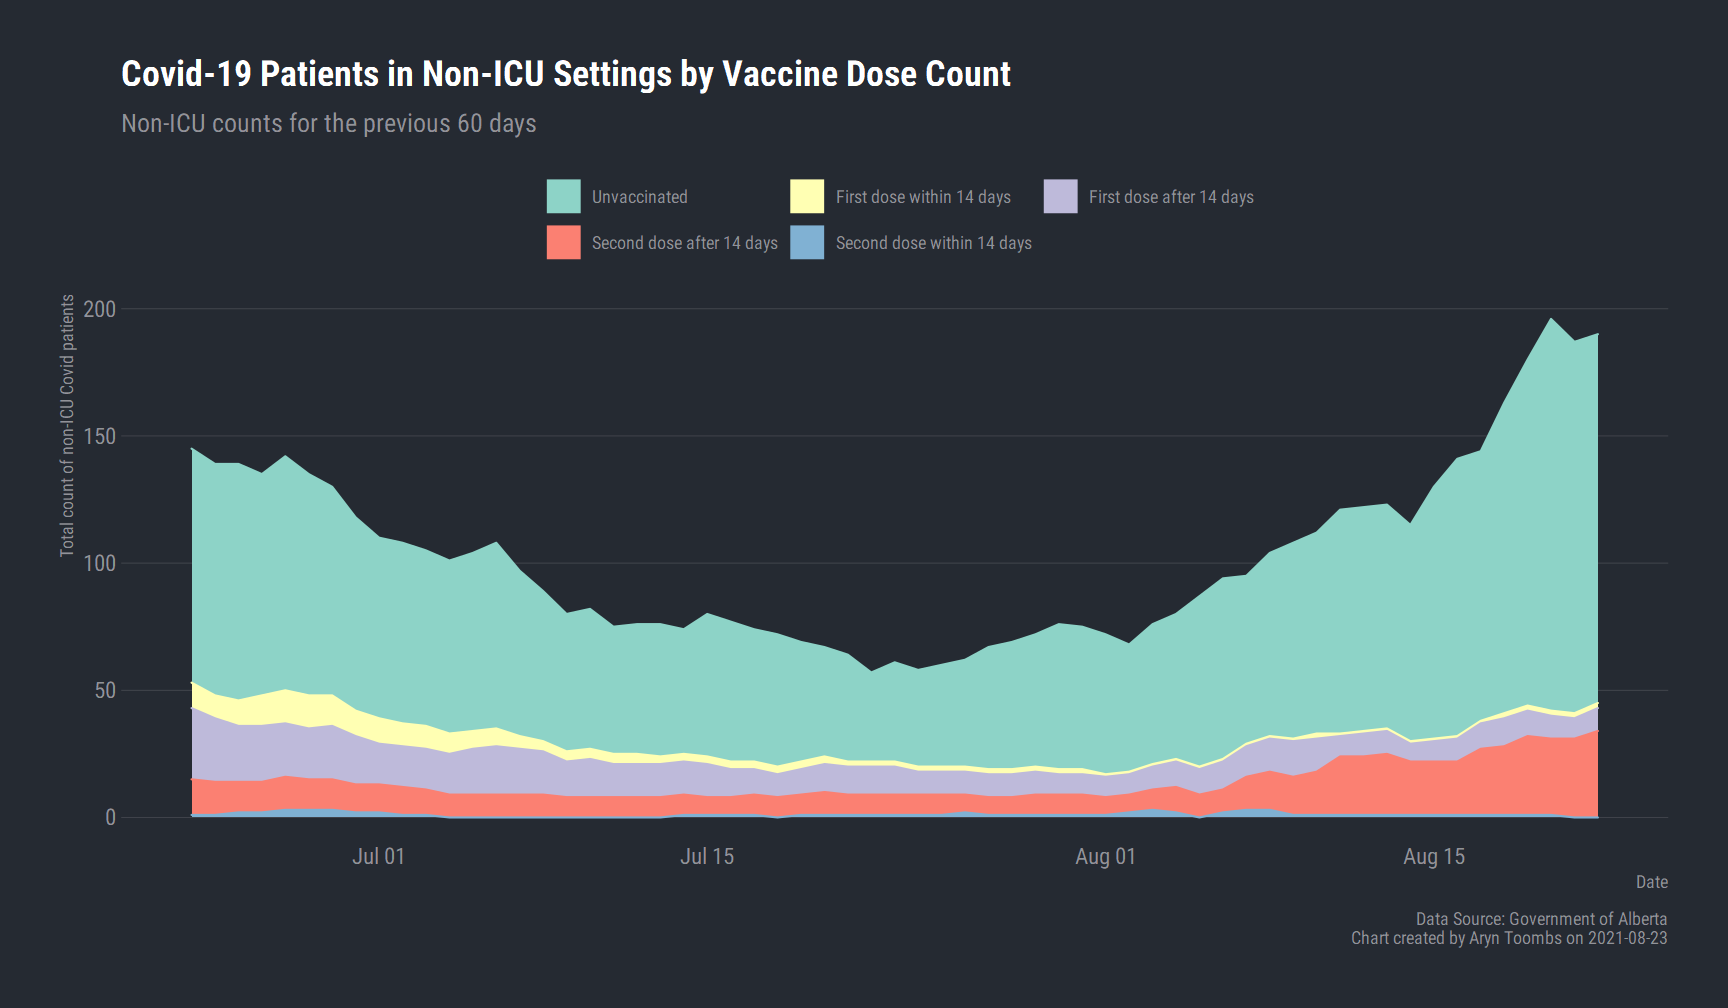 Covid-19 Patients in Non-ICU Settings by Vaccine Dose Count
Non-ICU counts for the previous 60 days
Unvaccinated
First dose within 14 days
First dose after 14 days
Second dose after 14 days
Second dose within 14 days
Total count of non-ICU Covid patients
200
150
100
50
0
Jul 01
Jul 15
Aug 01
Aug 15
Date
Data Source: Government of Alberta
Chart created by Aryn Toombs on 2021-08-23